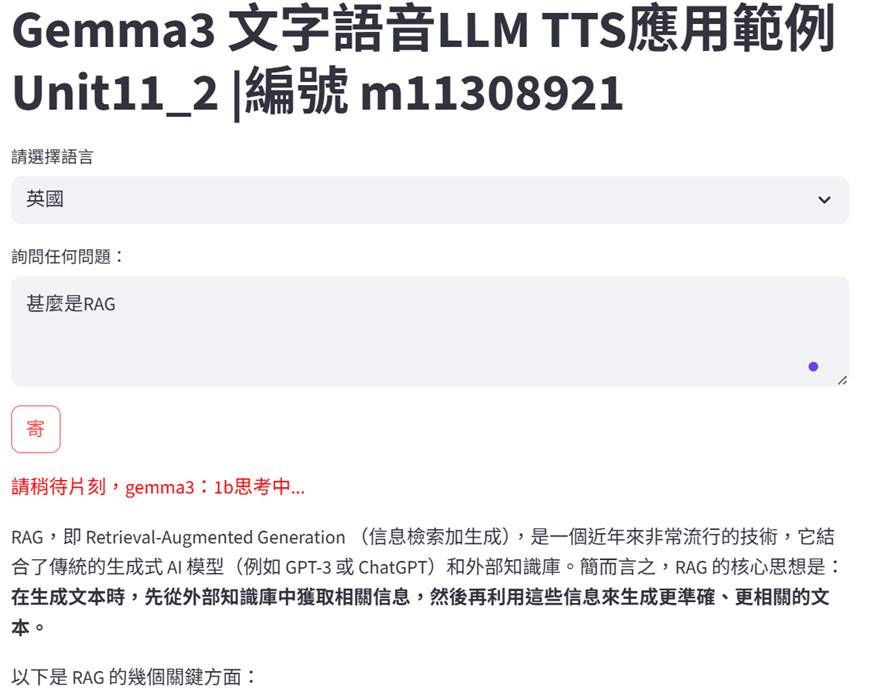 Gemma3 文字語音LLM TTS應用範例
Unit11_2 |編號 m11308921
請選擇語言
英國
詢問任何問題：
甚麼是RAG
寄
請稍待片刻，gemma3：1b思考中...
RAG，即 Retrieval-Augmented Generation （信息檢索加生成），是一個近年來非常流行的技術，它結
合了傳統的生成式 AI 模型（例如 GPT-3 或 ChatGPT）和外部知識庫。簡而言之，RAG 的核心思想是：
在生成文本時，先從外部知識庫中獲取相關信息，然後再利用這些信息來生成更準確、更相關的文
本。
以下是 RAG 的幾個關鍵方面：